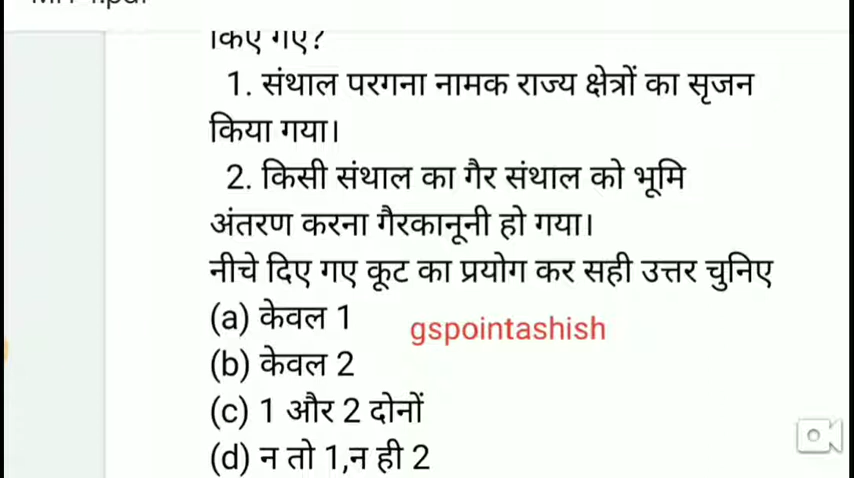 किए गए?
1. संथाल परगना नामक राज्य क्षेत्रों का सृजन
किया गया।
2. किसी संथाल का गैर संथाल को भूमि
अंतरण करना गैरकानूनी हो गया।
नीचे दिए गए कूट का प्रयोग कर सही उत्तर चुनिए
(a) केवल 1
gspointashish
(b) केवल 2
(c) 1 और 2 दोनों
(d) न तो 1,न ही 2